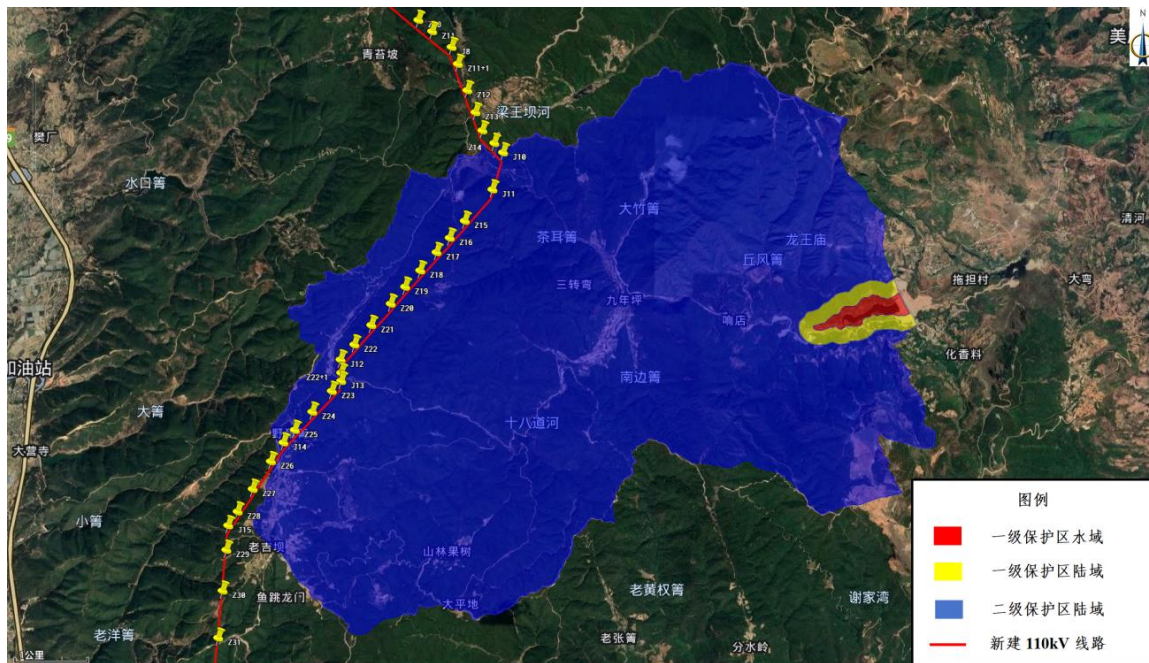 N
美
Z11
J8
青苔坡
Z11+1
Z12
梁王坝河
Z13
樊厂
Z14
J10
水口箐
J11
大竹箐
清河
Z15
茶耳箐
龙王庙
Z16
Z17
丘风箐
Z18
拖担村
大弯
三转弯
Z19
九年坪
Z20
响店
Z21
Z22
化香料
加油站
J12
Z22+1
南边箐
J13
Z23
大箐
Z24
十八道河
Z25
野
J14
大营寺
Z26
Z27
图例
小箐
Z28
J15
一级保护区水域
老吉坝
Z29
山林果树
一级保护区陆域
老黄权箐
谢家湾
Z30
鱼跳龙门
大平地
二级保护区陆域
老洋箐
Z31
老张箐
分水岭
新建 110kV 线路
公里